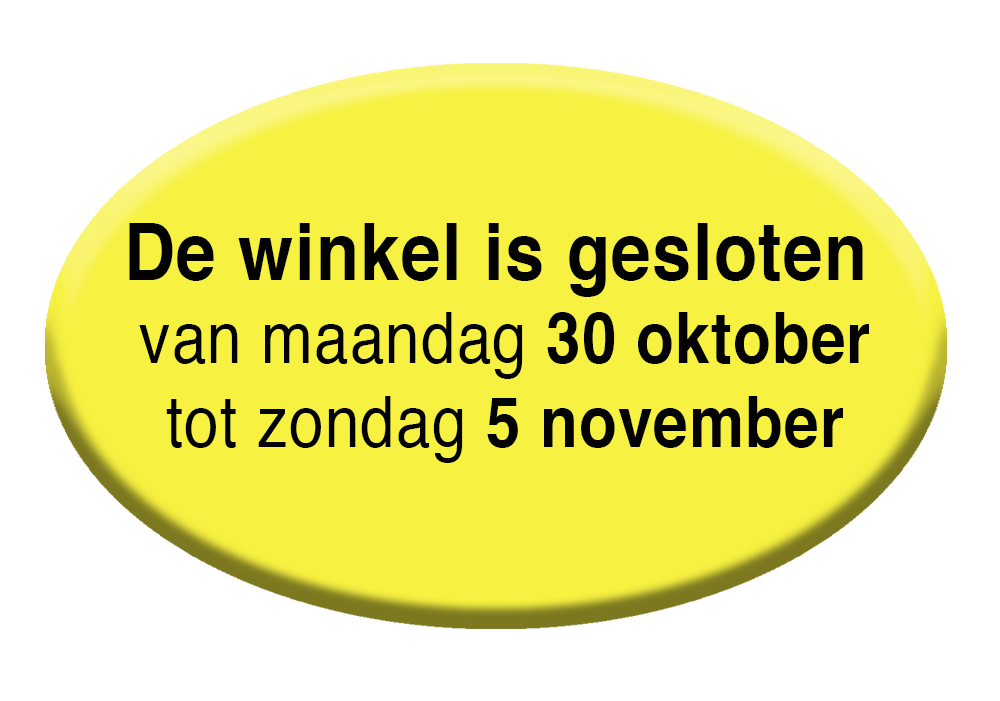 De winkel is gesloten
van maandag 30 oktober
tot zondag 5 november